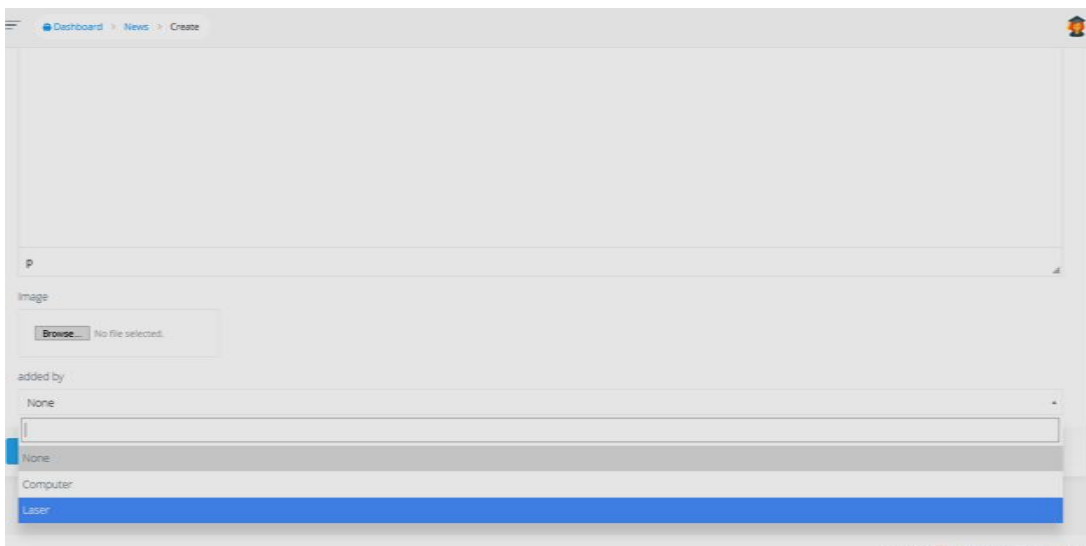 Dashboard > News > Create
P
Image
Browse... No file selected.
added by
None
None
Computer
Laser